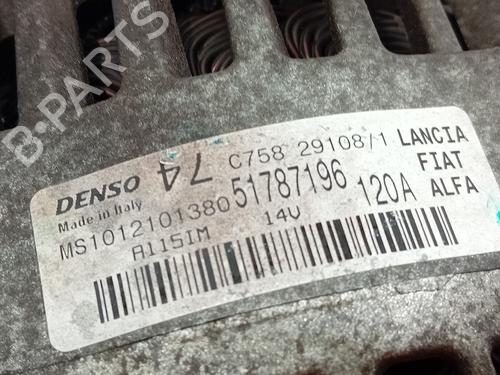 B-PARTS
DENSO 74 C758 29108/1 LANCIA
Made in Italy 51787196 FIAT
MS1012101380 120A ALFA
A115IM 14V